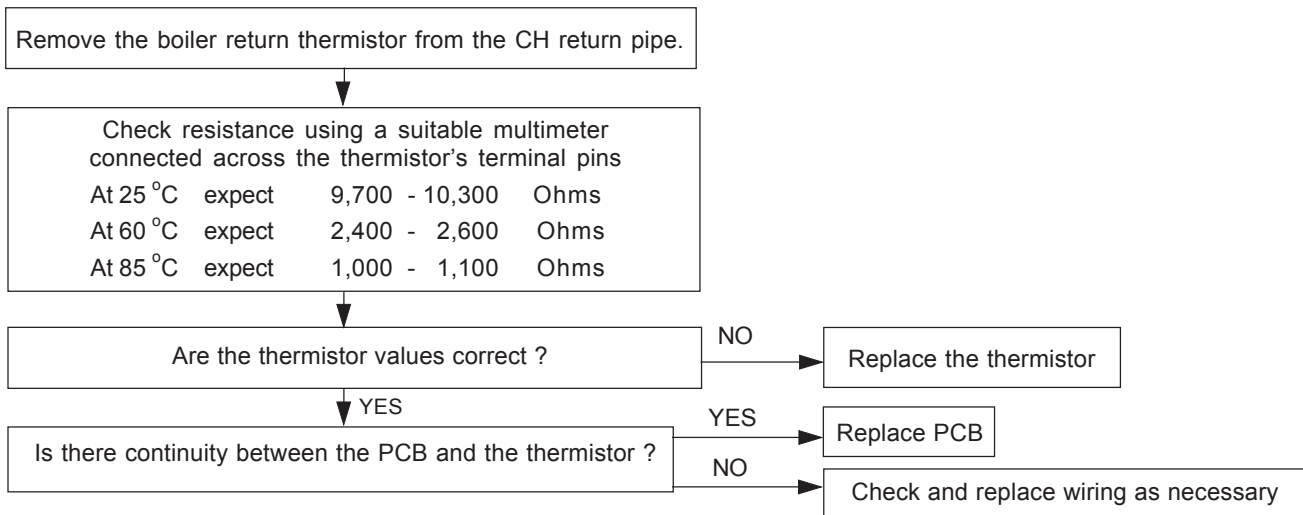 Remove the boiler return thermistor from the CH return pipe.
Check resistance using a suitable multimeter
connected across the thermistor's terminal pins
At 25 °C expect 9,700 - 10,300 Ohms
At 60 °C expect 2,400 - 2,600 Ohms
At 85 °C expect 1,000 - 1,100 Ohms
Are the thermistor values correct ?
NO
Replace the thermistor
YES
Is there continuity between the PCB and the thermistor ?
YES
Replace PCB
NO
Check and replace wiring as necessary